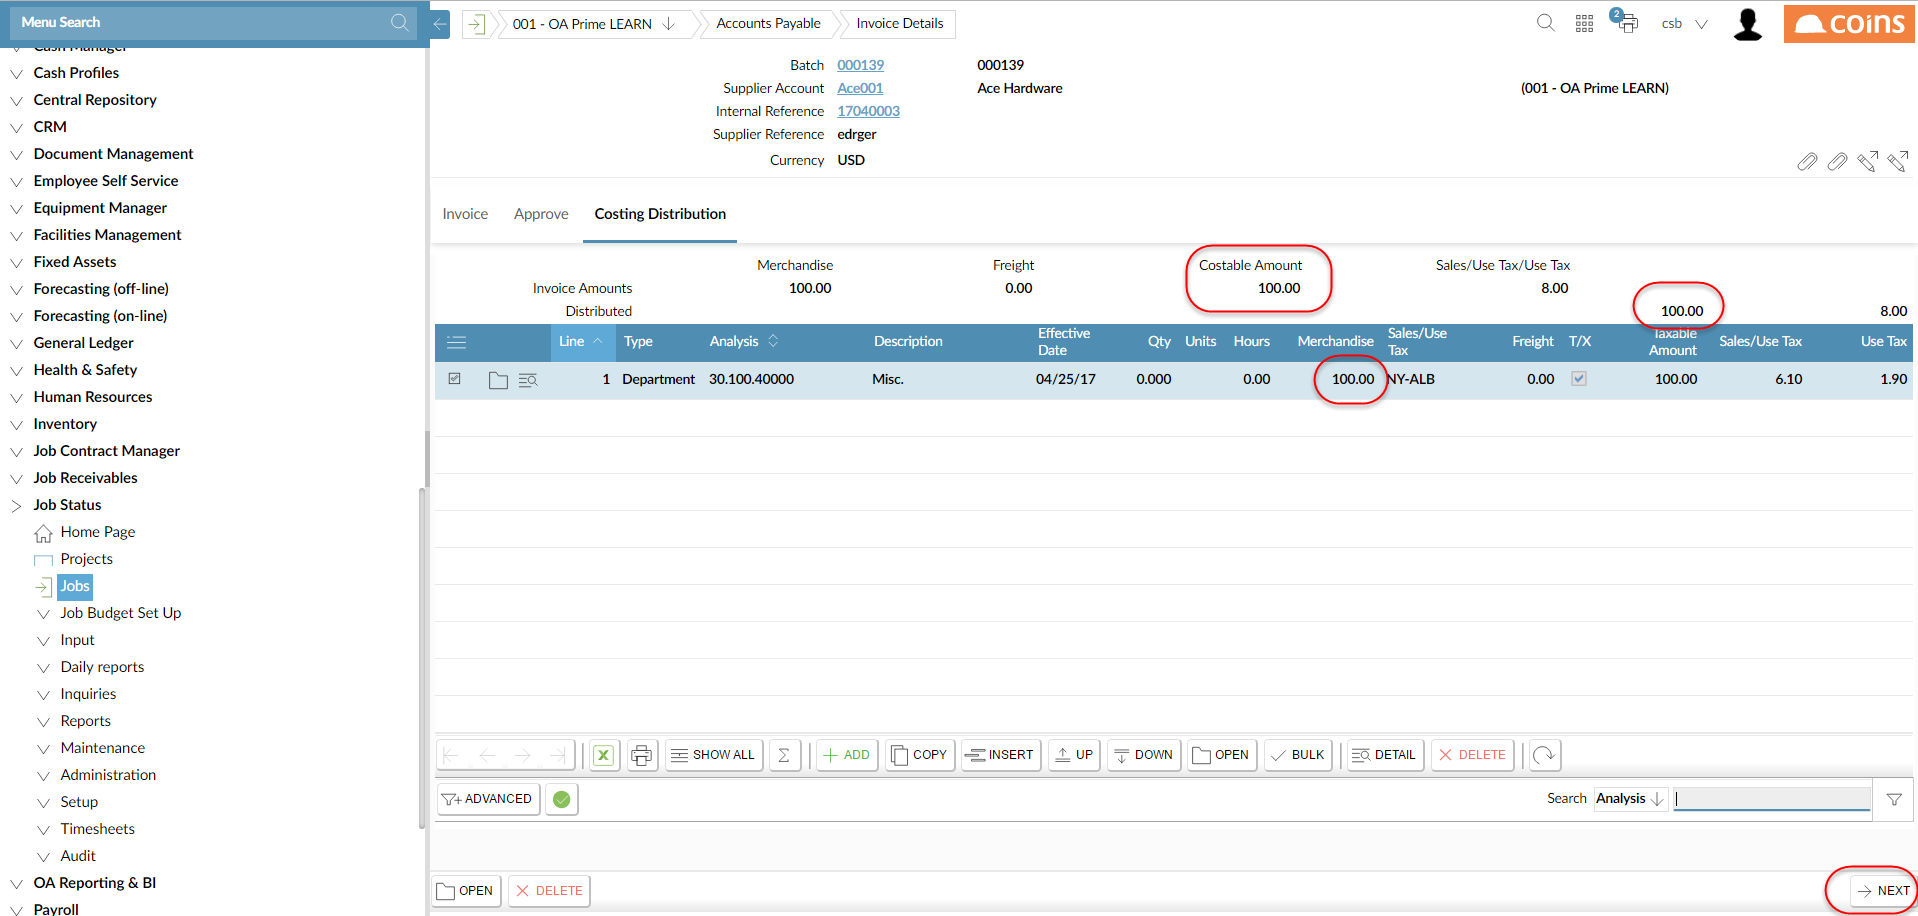 Menu Search
Cash Manager
Cash Profiles
Central Repository
CRM
Document Management
Employee Self Service
Equipment Manager
Facilities Management
Fixed Assets
Forecasting (off-line)
Forecasting (on-line)
General Ledger
Health & Safety
Human Resources
Inventory
Job Contract Manager
Job Receivables
Job Status
Home Page
Projects
Jobs
Job Budget Set Up
Input
Daily reports
Inquiries
Reports
Maintenance
Administration
Setup
Timesheets
Audit
OA Reporting & BI
Payroll
001 - OA Prime LEARN Accounts Payable Invoice Details
2 csb coins
Batch 000139 000139
Supplier Account Ace001 Ace Hardware (001 - OA Prime LEARN)
Internal Reference 17040003
Supplier Reference edrger
Currency USD
Invoice Approve Costing Distribution
Merchandise Freight Costable Amount Sales/Use Tax/Use Tax
Invoice Amounts 100.00 0.00 100.00 8.00
Distributed 100.00 8.00
Line Type Analysis Description Effective Date Qty Units Hours Merchandise Sales/Use Tax Freight T/X Taxable Amount Sales/Use Tax Use Tax
1 Department 30.100.40000 Misc. 04/25/17 0.000 0.00 100.00 NY-ALB 0.00 100.00 6.10 1.90
X SHOW ALL Σ ADD COPY INSERT UP DOWN OPEN BULK DETAIL DELETE
ADVANCED Search Analysis
OPEN DELETE NEXT